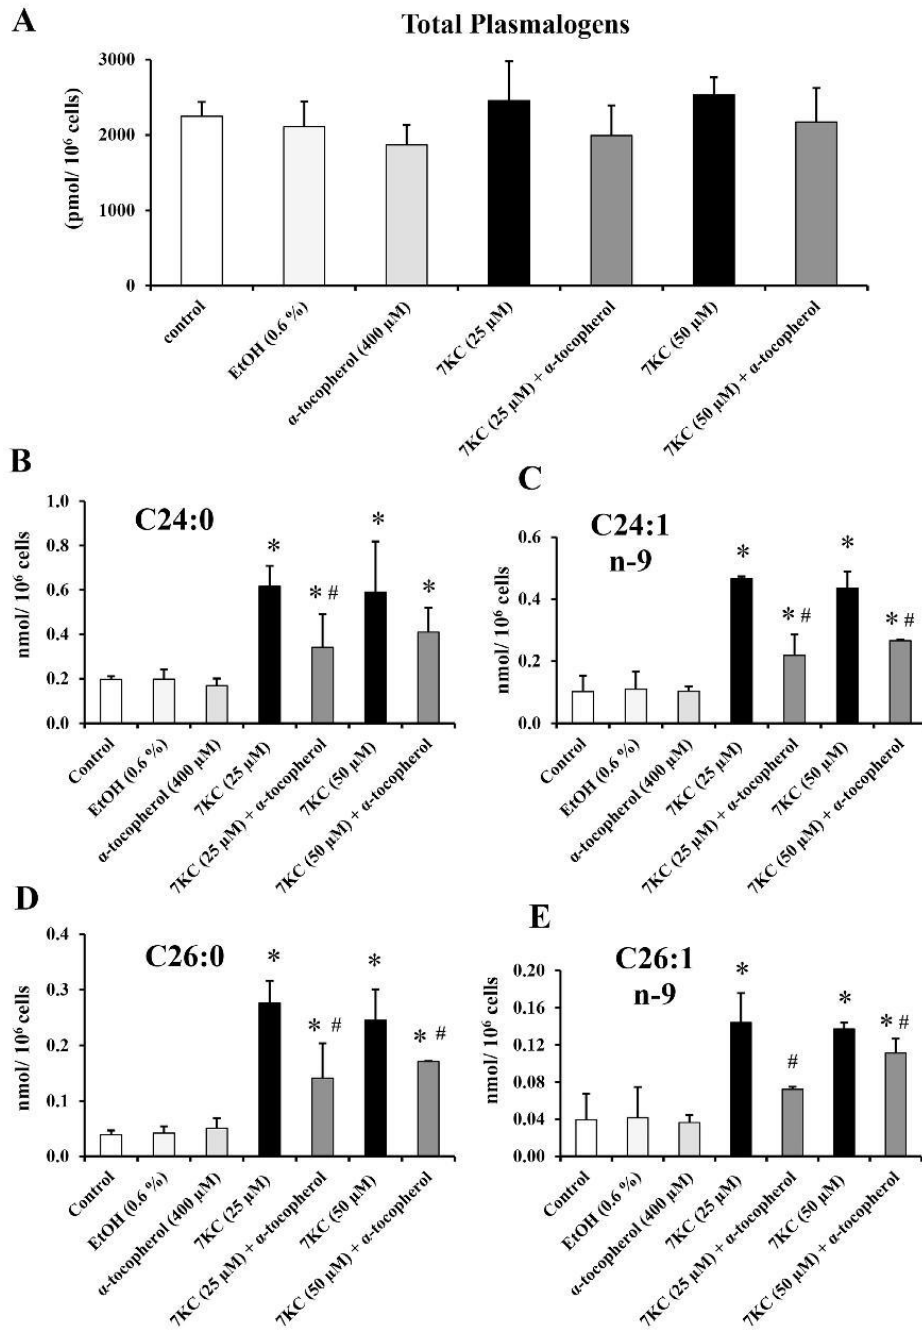 A
Total Plasmalogens
(pmol/ 10⁶ cells)
3000
2000
1000
0
control
EtOH (0.6 %)
α-tocopherol (400 µM)
7KC (25 µM)
7KC (25 µM) + α-tocopherol
7KC (50 µM)
7KC (50 µM) + α-tocopherol
B
C24:0
nmol/ 10⁶ cells
1.0
0.8
0.6
0.4
0.2
0.0
*
* #
*
*
Control
EtOH (0.6 %)
α-tocopherol (400 µM)
7KC (25 µM)
7KC (25 µM) + α-tocopherol
7KC (50 µM)
7KC (50 µM) + α-tocopherol
C
C24:1
n-9
nmol/ 10⁶ cells
0.6
0.4
0.2
0.0
*
* #
*
* #
Control
EtOH (0.6 %)
α-tocopherol (400 µM)
7KC (25 µM)
7KC (25 µM) + α-tocopherol
7KC (50 µM)
7KC (50 µM) + α-tocopherol
D
C26:0
nmol/ 10⁶ cells
0.4
0.3
0.2
0.1
0.0
*
* #
*
* #
Control
EtOH (0.6 %)
α-tocopherol (400 µM)
7KC (25 µM)
7KC (25 µM) + α-tocopherol
7KC (50 µM)
7KC (50 µM) + α-tocopherol
E
C26:1
n-9
nmol/ 10⁶ cells
0.20
0.16
0.12
0.08
0.04
0.00
*
#
*
* #
Control
EtOH (0.6 %)
α-tocopherol (400 µM)
7KC (25 µM)
7KC (25 µM) + α-tocopherol
7KC (50 µM)
7KC (50 µM) + α-tocopherol